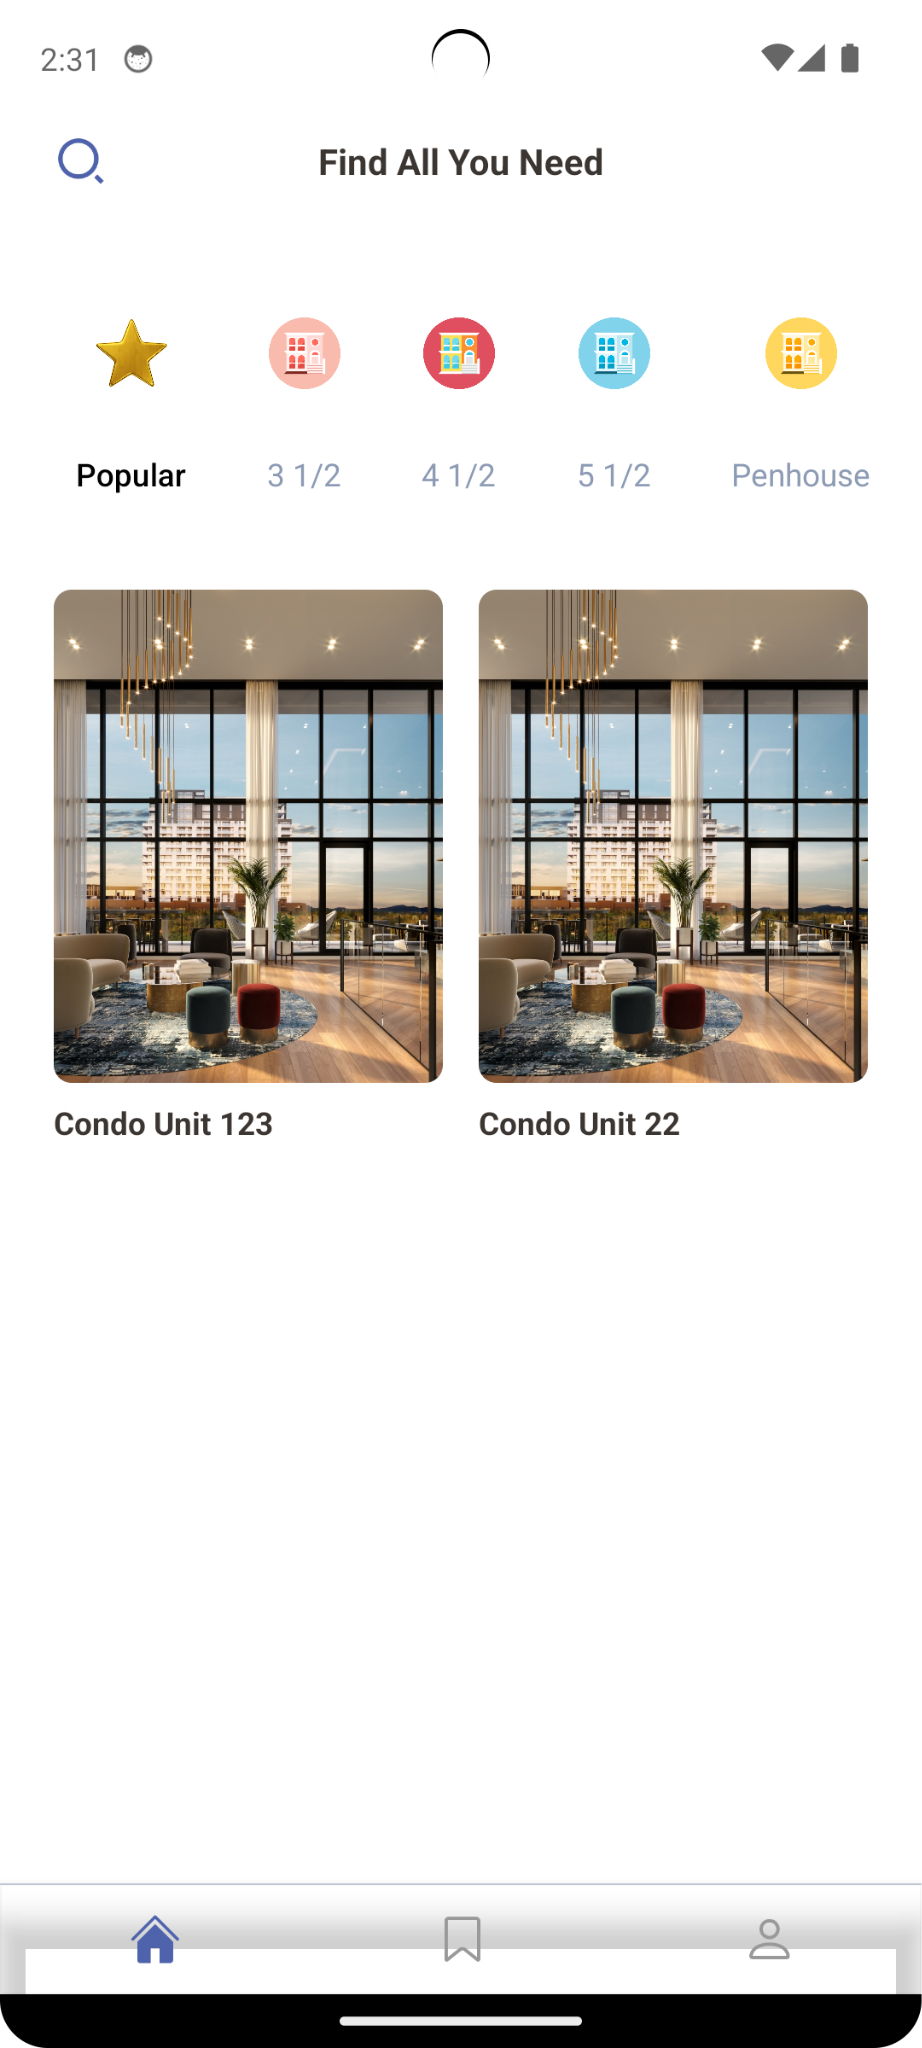 2:31
Find All You Need
Popular
3 1/2
4 1/2
5 1/2
Penhouse
Condo Unit 123
Condo Unit 22